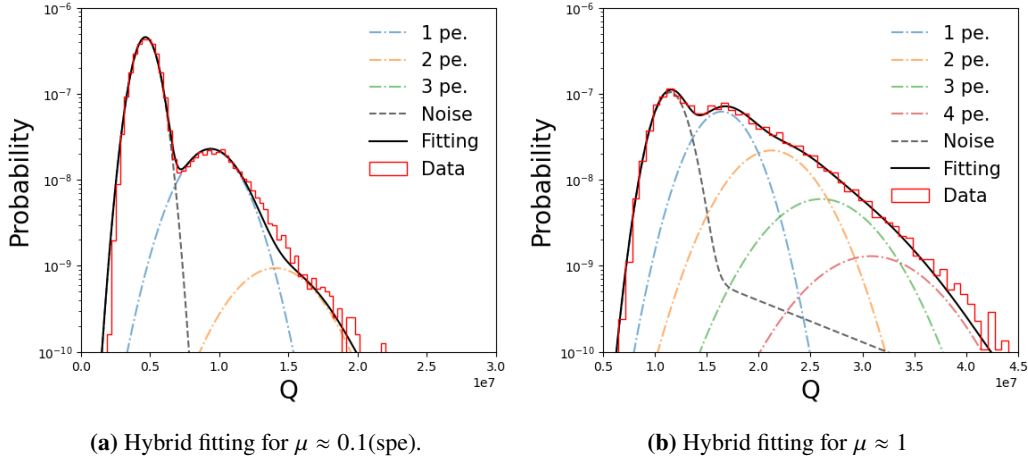 10⁻⁶
10⁻⁷
10⁻⁸
10⁻⁹
10⁻¹⁰
Probability
1 pe.
2 pe.
3 pe.
Noise
Fitting
Data
0.0 0.5 1.0 1.5 2.0 2.5 3.0
1e7
Q
(a) Hybrid fitting for μ ≈ 0.1(spe).
10⁻⁶
10⁻⁷
10⁻⁸
10⁻⁹
10⁻¹⁰
Probability
1 pe.
2 pe.
3 pe.
4 pe.
Noise
Fitting
Data
0.5 1.0 1.5 2.0 2.5 3.0 3.5 4.0 4.5
1e7
Q
(b) Hybrid fitting for μ ≈ 1